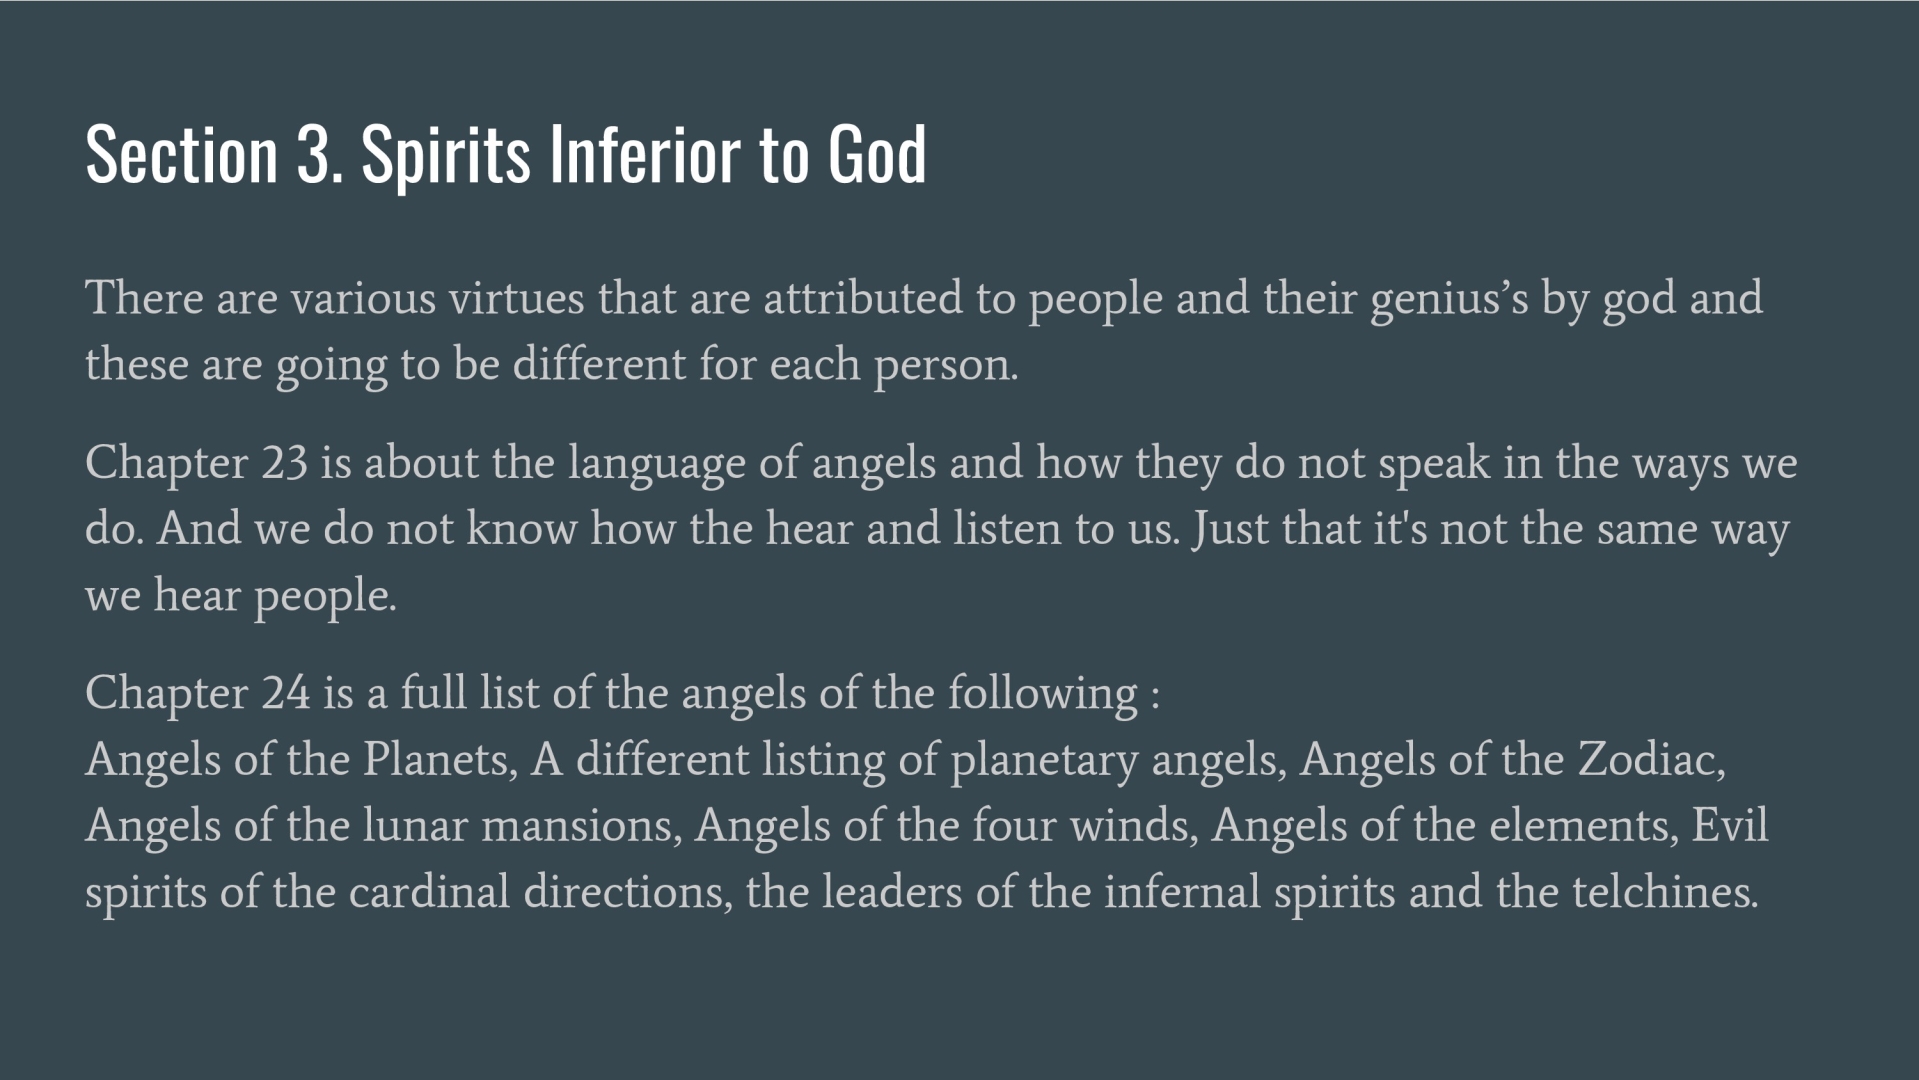 Section 3. Spirits Inferior to God
There are various virtues that are attributed to people and their genius’s by god and
these are going to be different for each person.
Chapter 23 is about the language of angels and how they do not speak in the ways we
do. And we do not know how the hear and listen to us. Just that it's not the same way
we hear people.
Chapter 24 is a full list of the angels of the following :
Angels of the Planets, A different listing of planetary angels, Angels of the Zodiac,
Angels of the lunar mansions, Angels of the four winds, Angels of the elements, Evil
spirits of the cardinal directions, the leaders of the infernal spirits and the telchines.